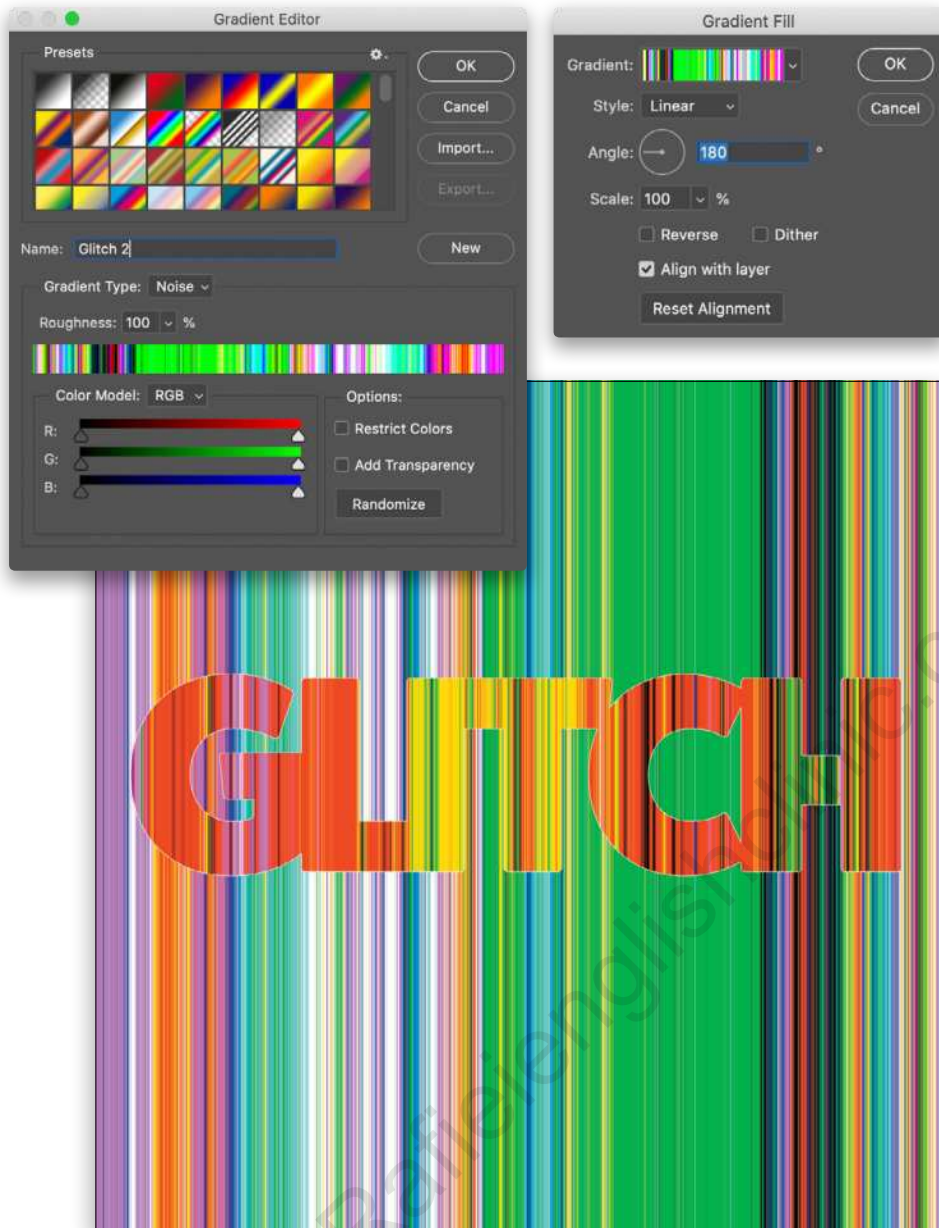 Gradient Editor
Presets
OK
Cancel
Import...
Export...
Name: Glitch 2
New
Gradient Type: Noise
Roughness: 100 %
Color Model: RGB
R:
G:
B:
Options:
Restrict Colors
Add Transparency
Randomize
Gradient Fill
Gradient:
OK
Style: Linear
Cancel
Angle: 180 °
Scale: 100 %
Reverse Dither
Align with layer
Reset Alignment
GLITCH
Rafieienglishclinic.c